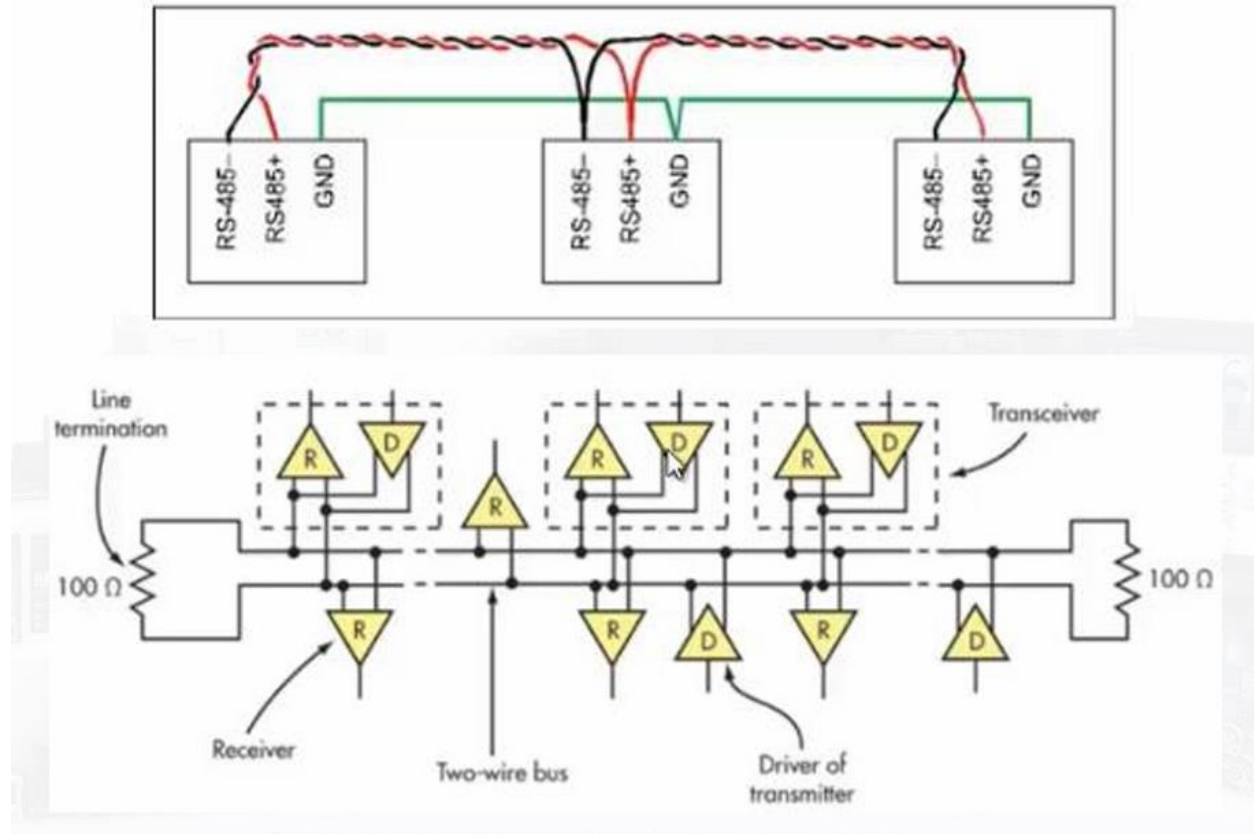 RS-485-
RS485+
GND
RS-485-
RS485+
GND
RS-485-
RS485+
GND
Line
termination
Transceiver
R
D
R
R
D
R
D
100 Ω
100 Ω
R
R
D
R
D
Receiver
Two-wire bus
Driver of
transmitter